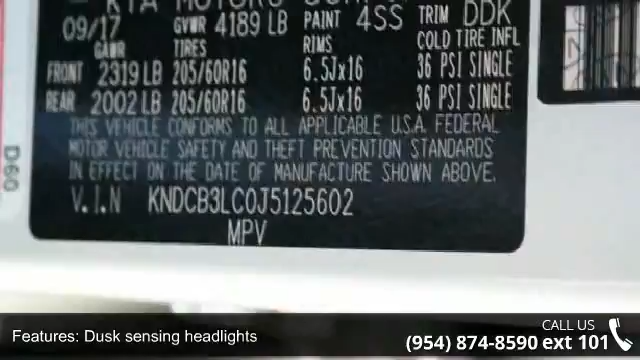 KIA MOTORS
09/17 GVWR 4189 LB PAINT 4SS TRIM DDK
GAWR TIRES RIMS COLD TIRE INFL
FRONT 2319 LB 205/60R16 6.5Jx16 36 PSI SINGLE
REAR 2002 LB 205/60R16 6.5Jx16 36 PSI SINGLE
THIS VEHICLE CONFORMS TO ALL APPLICABLE U.S.A. FEDERAL
MOTOR VEHICLE SAFETY AND THEFT PREVENTION STANDARDS
IN EFFECT ON THE DATE OF MANUFACTURE SHOWN ABOVE.
V.I.N KNDCB3LC0J5125602
MPV
D60
Features: Dusk sensing headlights
CALL US
(954) 874-8590 ext 101